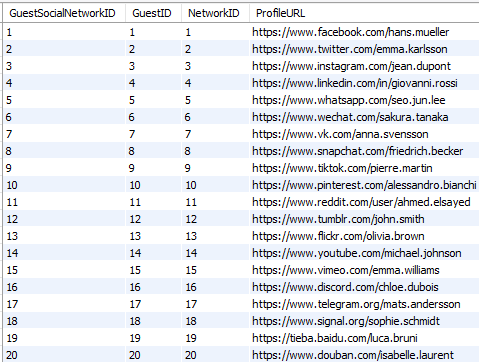 GuestSocialNetworkID GuestID NetworkID ProfileURL
1 1 1 https://www.facebook.com/hans.mueller
2 2 2 https://www.twitter.com/emma.karlsson
3 3 3 https://www.instagram.com/jean.dupont
4 4 4 https://www.linkedin.com/in/giovanni.rossi
5 5 5 https://www.whatsapp.com/seo.jun.lee
6 6 6 https://www.wechat.com/sakura.tanaka
7 7 7 https://www.vk.com/anna.svensson
8 8 8 https://www.snapchat.com/friedrich.becker
9 9 9 https://www.tiktok.com/pierre.martin
10 10 10 https://www.pinterest.com/alessandro.bianchi
11 11 11 https://www.reddit.com/user/ahmed.elsayed
12 12 12 https://www.tumblr.com/john.smith
13 13 13 https://www.flickr.com/olivia.brown
14 14 14 https://www.youtube.com/michael.johnson
15 15 15 https://www.vimeo.com/emma.williams
16 16 16 https://www.discord.com/chloe.dubois
17 17 17 https://www.telegram.org/mats.andersson
18 18 18 https://www.signal.org/sophie.schmidt
19 19 19 https://tieba.baidu.com/luca.bruni
20 20 20 https://www.douban.com/isabelle.laurent